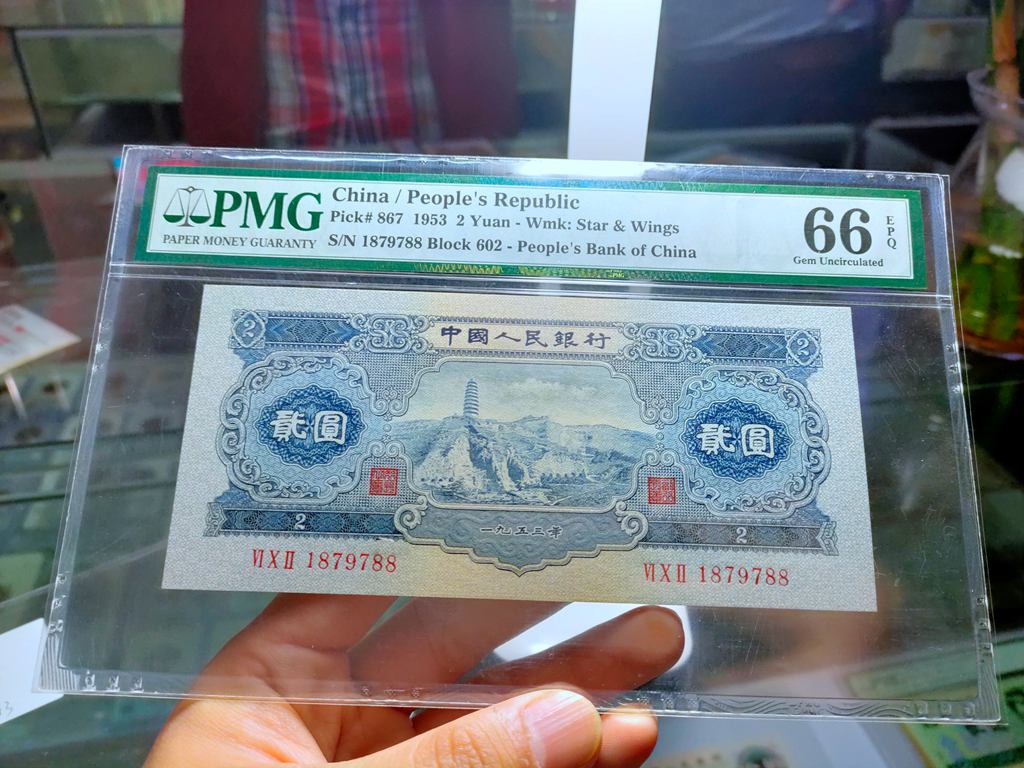 PMG
PAPER MONEY GUARANTY
China / People's Republic
Pick# 867 1953 2 Yuan - Wmk: Star & Wings
S/N 1879788 Block 602 - People's Bank of China
66
EPQ
Gem Uncirculated
2
中國人民銀行
2
貳圓
貳圓
2
一九五三年
2
VI X II 1879788
VI X II 1879788